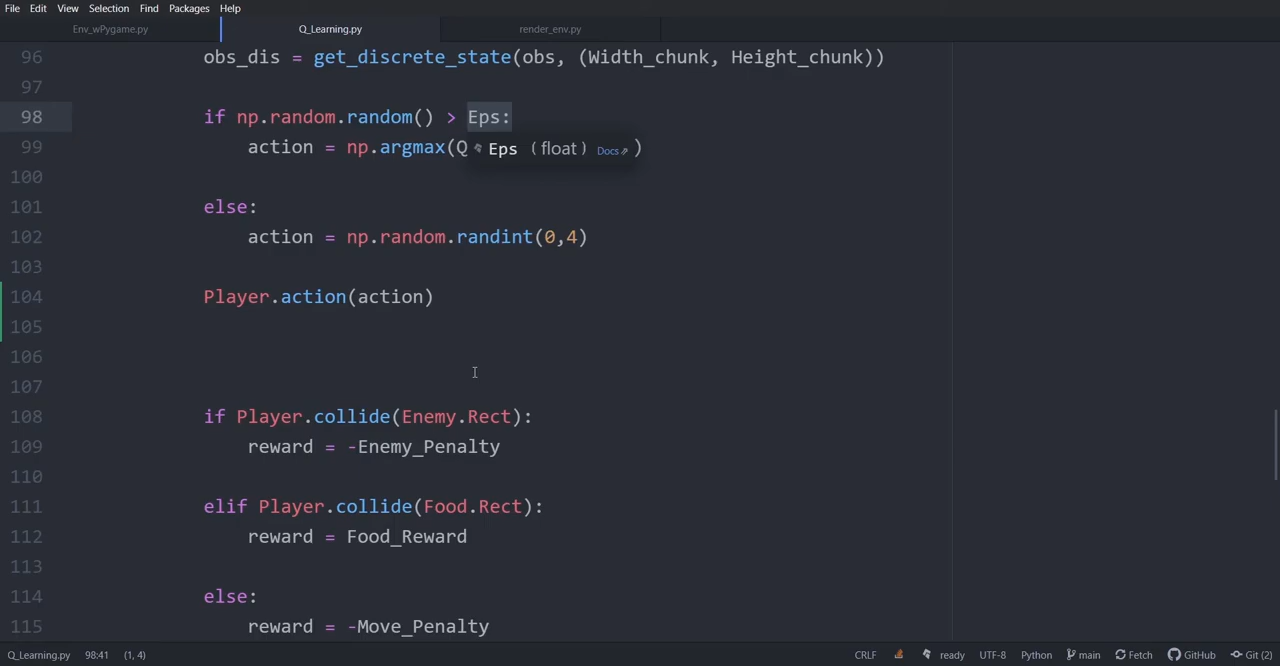 File Edit View Selection Find Packages Help
Env_wPygame.py Q_Learning.py render_env.py
96 obs_dis = get_discrete_state(obs, (Width_chunk, Height_chunk))
97
98 if np.random.random() > Eps:
99 action = np.argmax(Q )
Eps (float) Docs
100
101 else:
102 action = np.random.randint(0,4)
103
104 Player.action(action)
105
106
107
108 if Player.collide(Enemy.Rect):
109 reward = -Enemy_Penalty
110
111 elif Player.collide(Food.Rect):
112 reward = Food_Reward
113
114 else:
115 reward = -Move_Penalty
Q_Learning.py 98:41 (1, 4) CRLF ready UTF-8 Python main Fetch GitHub Git (2)